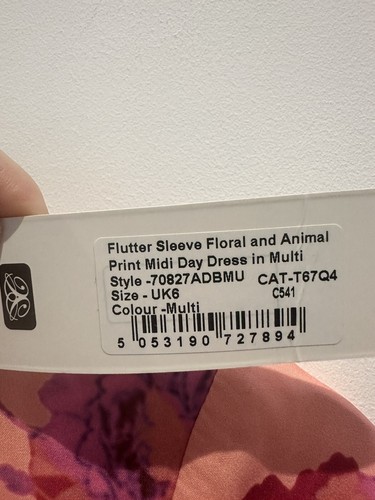 Flutter Sleeve Floral and Animal
Print Midi Day Dress in Multi
Style -70827ADBMU CAT-T67Q4
Size - UK6 C541
Colour -Multi
5 053190 727894